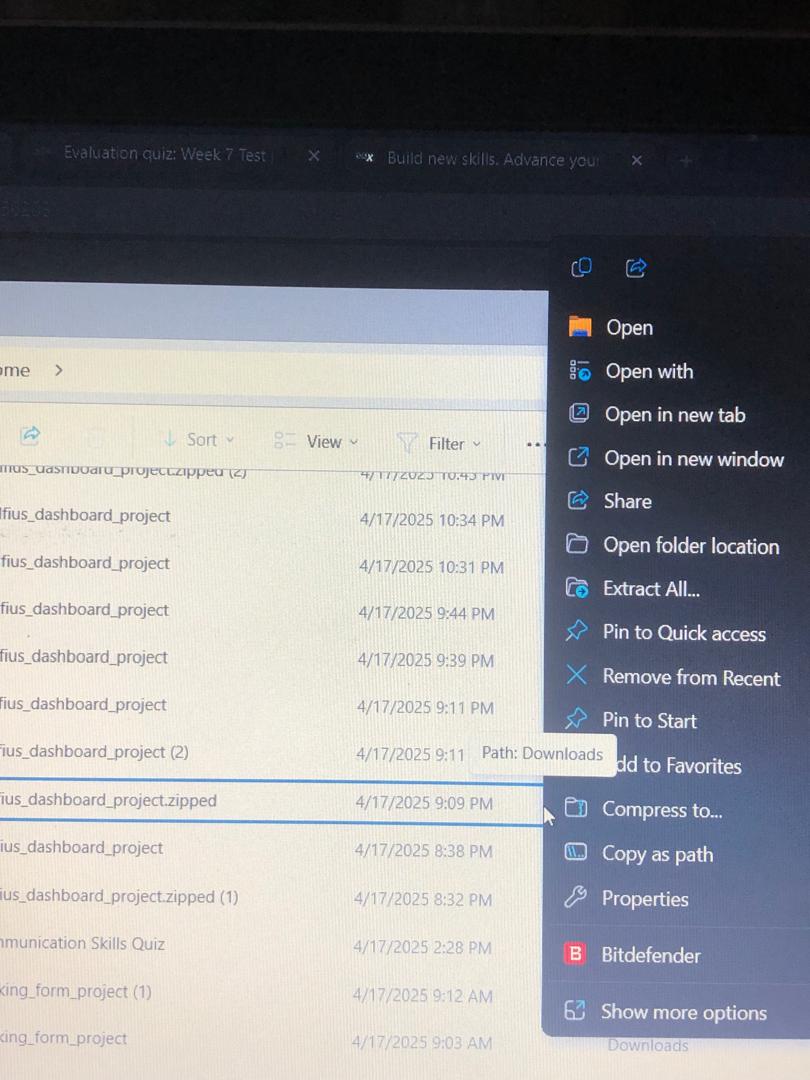 Evaluation quiz: Week 7 Test
Build new skills. Advance your
ome
Sort
View
Filter
fius_dashboard_project.zipped (2) 4/17/2025 10:43 PM
lfius_dashboard_project 4/17/2025 10:34 PM
fius_dashboard_project 4/17/2025 10:31 PM
fius_dashboard_project 4/17/2025 9:44 PM
fius_dashboard_project 4/17/2025 9:39 PM
fius_dashboard_project 4/17/2025 9:11 PM
fius_dashboard_project (2) 4/17/2025 9:11
Path: Downloads
ius_dashboard_project.zipped 4/17/2025 9:09 PM
ius_dashboard_project 4/17/2025 8:38 PM
ius_dashboard_project.zipped (1) 4/17/2025 8:32 PM
mmunication Skills Quiz 4/17/2025 2:28 PM
king_form_project (1) 4/17/2025 9:12 AM
king_form_project 4/17/2025 9:03 AM
Open
Open with
Open in new tab
Open in new window
Share
Open folder location
Extract All...
Pin to Quick access
Remove from Recent
Pin to Start
dd to Favorites
Compress to...
Copy as path
Properties
B Bitdefender
Show more options
Downloads